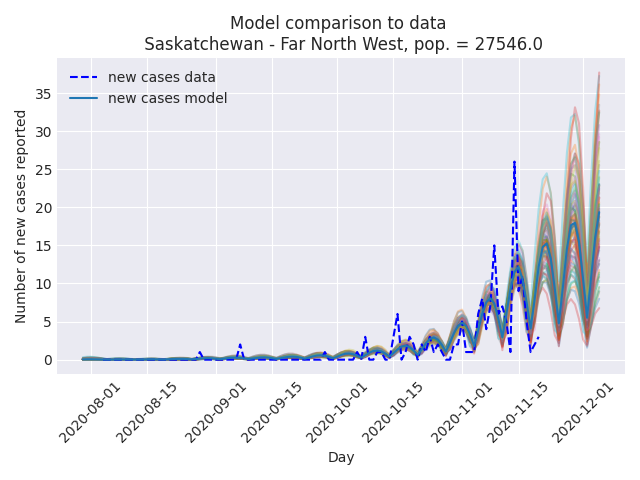 Model comparison to data
Saskatchewan - Far North West, pop. = 27546.0
new cases data
new cases model
Number of new cases reported
35
30
25
20
15
10
5
0
2020-08-01
2020-08-15
2020-09-01
2020-09-15
2020-10-01
2020-10-15
2020-11-01
2020-11-15
2020-12-01
Day